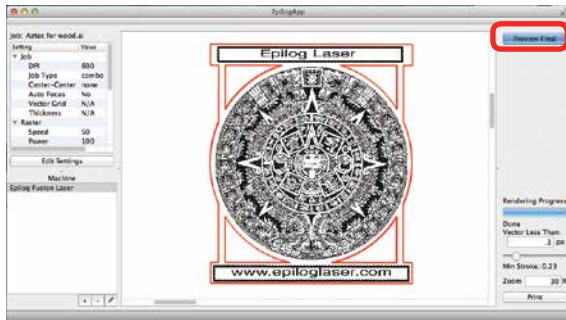 EpilogApp
Job: Aztec for wood.ai
Setting Value
Job
DPI 600
Job Type combo
Center-Center none
Auto Focus No
Vector Grid N/A
Thickness N/A
Raster
Speed 50
Power 100
Edit Settings
Machine
Epilog Fusion Laser
Epilog Laser
www.epiloglaser.com
Preview Final
Rendering Progress
Done
Vector Less Than:
3 px
Min Stroke: 0.23
Zoom 30 %
Print